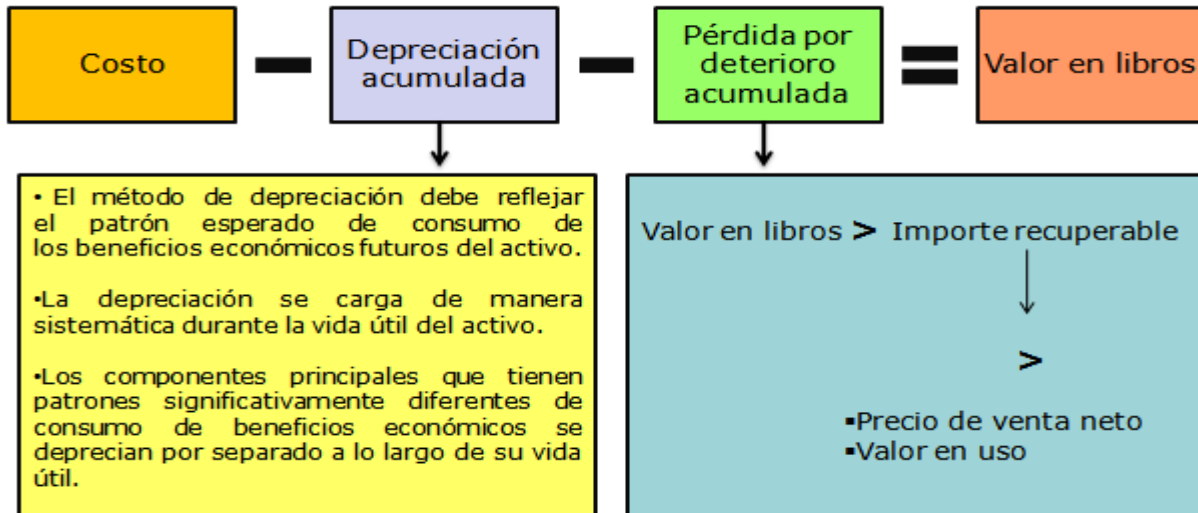 Costo
Depreciación
acumulada
Pérdida por
deterioro
acumulada
Valor en libros
• El método de depreciación debe reflejar
el patrón esperado de consumo de
los beneficios económicos futuros del activo.
•La depreciación se carga de manera
sistemática durante la vida útil del activo.
•Los componentes principales que tienen
patrones significativamente diferentes de
consumo de beneficios económicos se
deprecian por separado a lo largo de su vida
útil.
Valor en libros > Importe recuperable
>
▪Precio de venta neto
▪Valor en uso